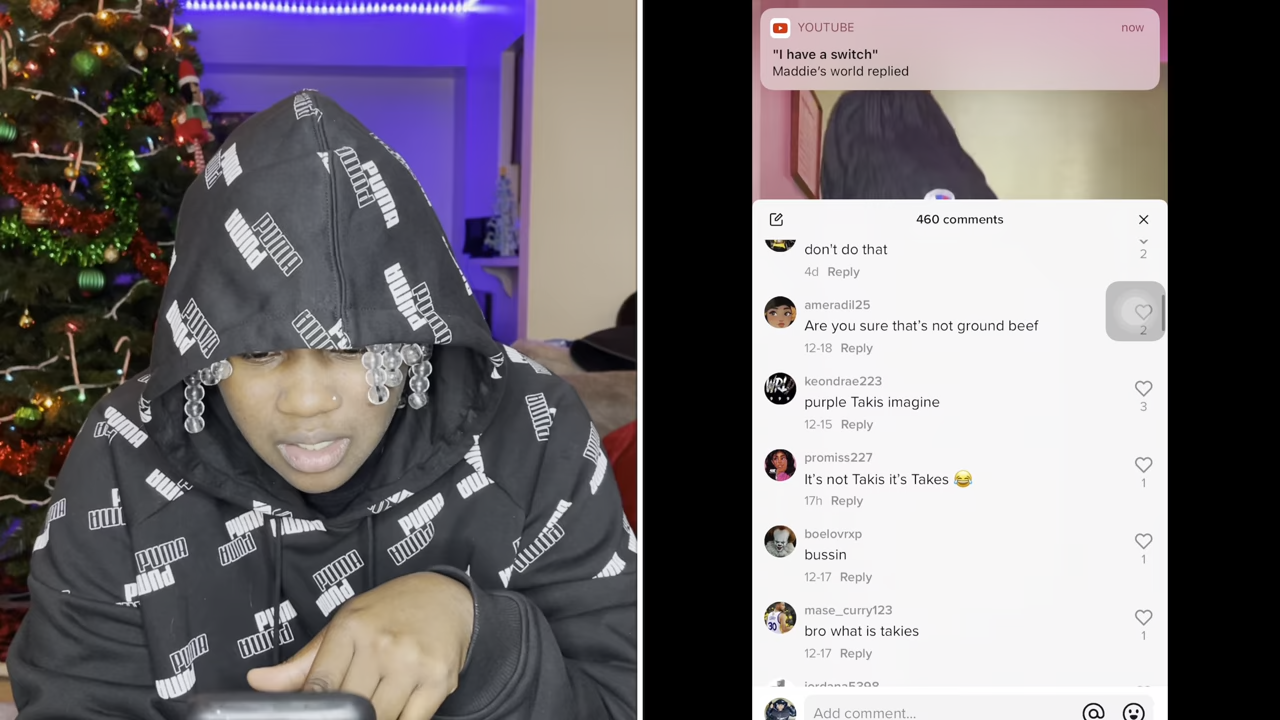 PUMA
YOUTUBE
now
"I have a switch"
Maddie's world replied
460 comments
don't do that
4d Reply
2
ameradil25
Are you sure that's not ground beef
12-18 Reply
2
keondrae223
purple Takis imagine
12-15 Reply
3
promiss227
It's not Takis it's Takes 😂
17h Reply
1
boelovrxp
bussin
12-17 Reply
1
mase_curry123
bro what is takies
12-17 Reply
1
jordana5398
Add comment...